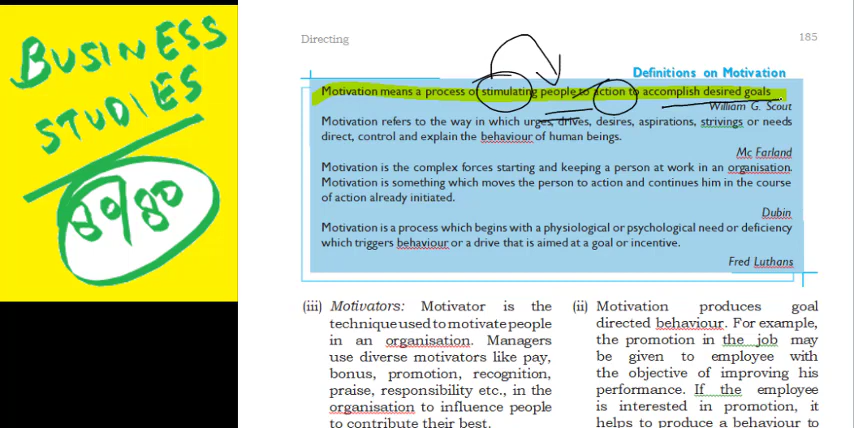 BUSINESS
STUDIES
80/80
Directing
185
Definitions on Motivation
Motivation means a process of stimulating people to action to accomplish desired goals
William G. Scout
Motivation refers to the way in which urges, drives, desires, aspirations, strivings or needs
direct, control and explain the behaviour of human beings.
Mc Farland
Motivation is the complex forces starting and keeping a person at work in an organisation.
Motivation is something which moves the person to action and continues him in the course
of action already initiated.
Dubin
Motivation is a process which begins with a physiological or psychological need or deficiency
which triggers behaviour or a drive that is aimed at a goal or incentive.
Fred Luthans
(iii) Motivators: Motivator is the
technique used to motivate people
in an organisation. Managers
use diverse motivators like pay,
bonus, promotion, recognition,
praise, responsibility etc., in the
organisation to influence people
to contribute their best.
(ii) Motivation produces goal
directed behaviour. For example,
the promotion in the job may
be given to employee with
the objective of improving his
performance. If the employee
is interested in promotion, it
helps to produce a behaviour to